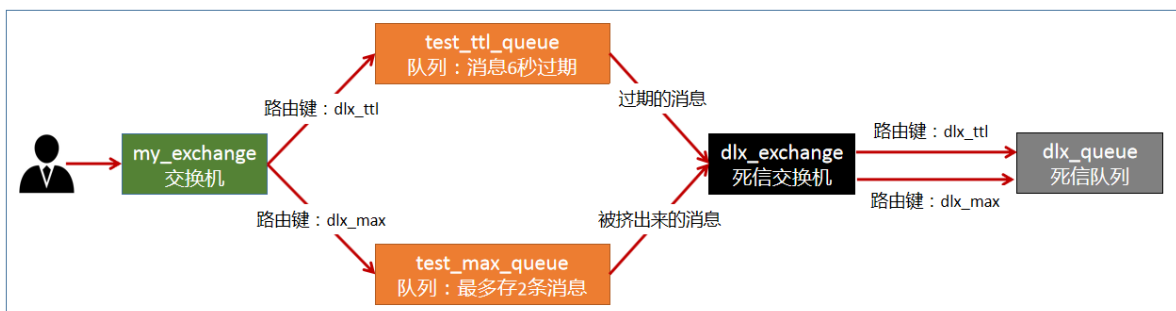 test_ttl_queue
队列：消息6秒过期
路由键：dlx_ttl
过期的消息
my_exchange
交换机
dlx_exchange
死信交换机
路由键：dlx_ttl
dlx_queue
死信队列
路由键：dlx_max
路由键：dlx_max
被挤出来的消息
test_max_queue
队列：最多存2条消息